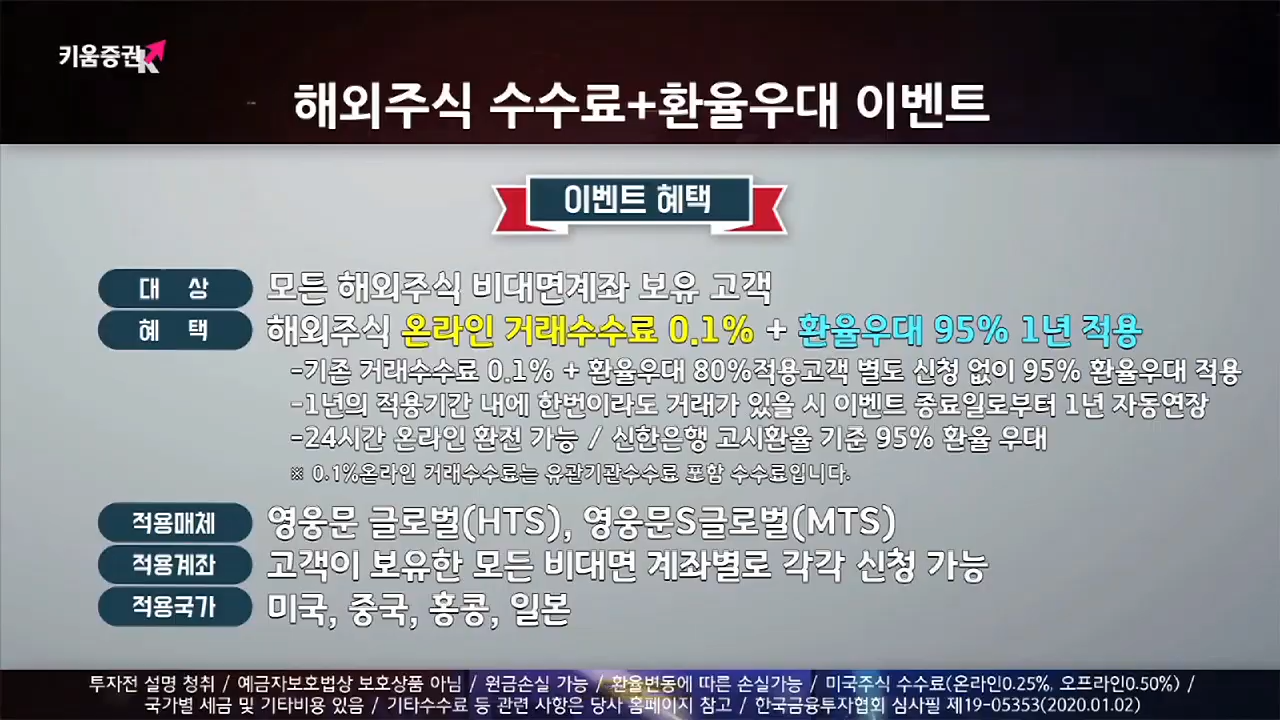 키움증권
해외주식 수수료+환율우대 이벤트
이벤트 혜택
대 상 모든 해외주식 비대면계좌 보유 고객
혜 택 해외주식 온라인 거래수수료 0.1% + 환율우대 95% 1년 적용
-기존 거래수수료 0.1% + 환율우대 80%적용고객 별도 신청 없이 95% 환율우대 적용
-1년의 적용기간 내에 한번이라도 거래가 있을 시 이벤트 종료일로부터 1년 자동연장
-24시간 온라인 환전 가능 / 신한은행 고시환율 기준 95% 환율 우대
※ 0.1%온라인 거래수수료는 유관기관수수료 포함 수수료입니다.
적용매체 영웅문 글로벌(HTS), 영웅문S글로벌(MTS)
적용계좌 고객이 보유한 모든 비대면 계좌별로 각각 신청 가능
적용국가 미국, 중국, 홍콩, 일본
투자전 설명 청취 / 예금자보호법상 보호상품 아님 / 원금손실 가능 / 환율변동에 따른 손실가능 / 미국주식 수수료(온라인0.25%, 오프라인0.50%) /
국가별 세금 및 기타비용 있음 / 기타수수료 등 관련 사항은 당사 홈페이지 참고 / 한국금융투자협회 심사필 제19-05353(2020.01.02)